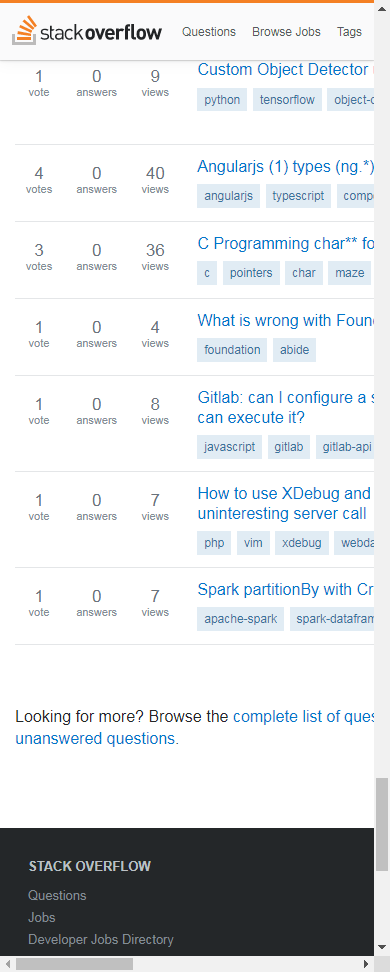 stackoverflow Questions Browse Jobs Tags
1 0 9 Custom Object Detector
vote answers views
python tensorflow
4 0 40 Angularjs (1) types (ng.*)
votes answers views
angularjs typescript
3 0 36 C Programming char** fo
votes answers views
c pointers char maze
1 0 4 What is wrong with Foun
vote answers views
foundation abide
1 0 8 Gitlab: can I configure a s
vote answers views can execute it?
javascript gitlab gitlab-api
1 0 7 How to use XDebug and
vote answers views uninteresting server call
php vim xdebug webda
1 0 7 Spark partitionBy with Cr
vote answers views
apache-spark spark-datafram
Looking for more? Browse the complete list of ques
unanswered questions.
STACK OVERFLOW
Questions
Jobs
Developer Jobs Directory